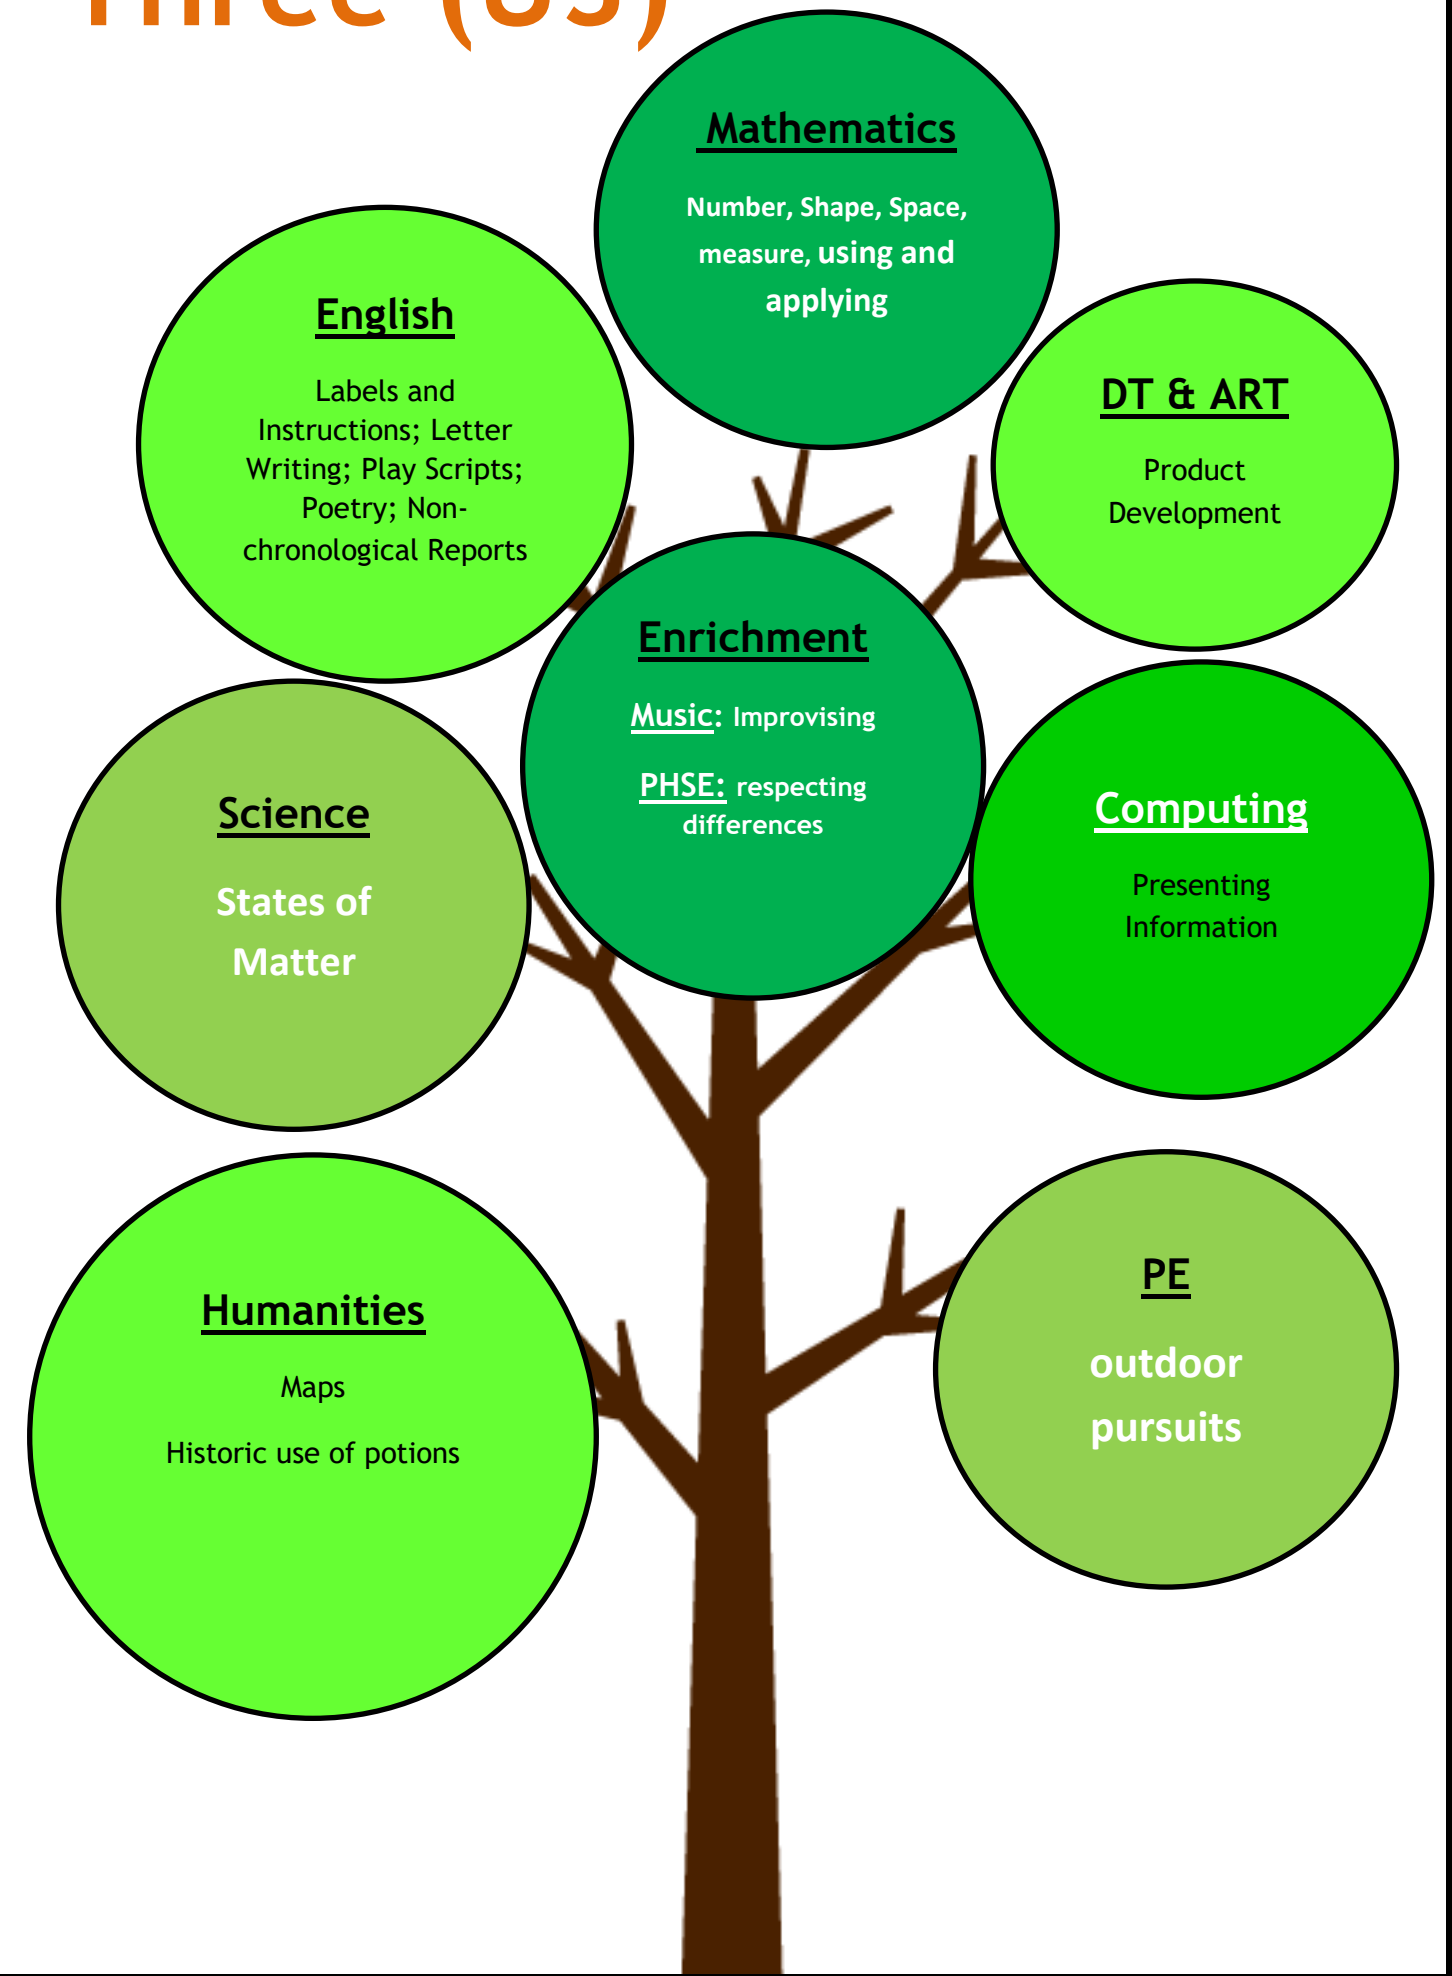 Three (US)
Mathematics
Number, Shape, Space,
measure, using and
applying
English
Labels and
Instructions; Letter
Writing; Play Scripts;
Poetry; Non-
chronological Reports
DT & ART
Product
Development
Enrichment
Music: Improvising
PHSE: respecting
differences
Science
States of
Matter
Computing
Presenting
Information
Humanities
Maps
Historic use of potions
PE
outdoor
pursuits